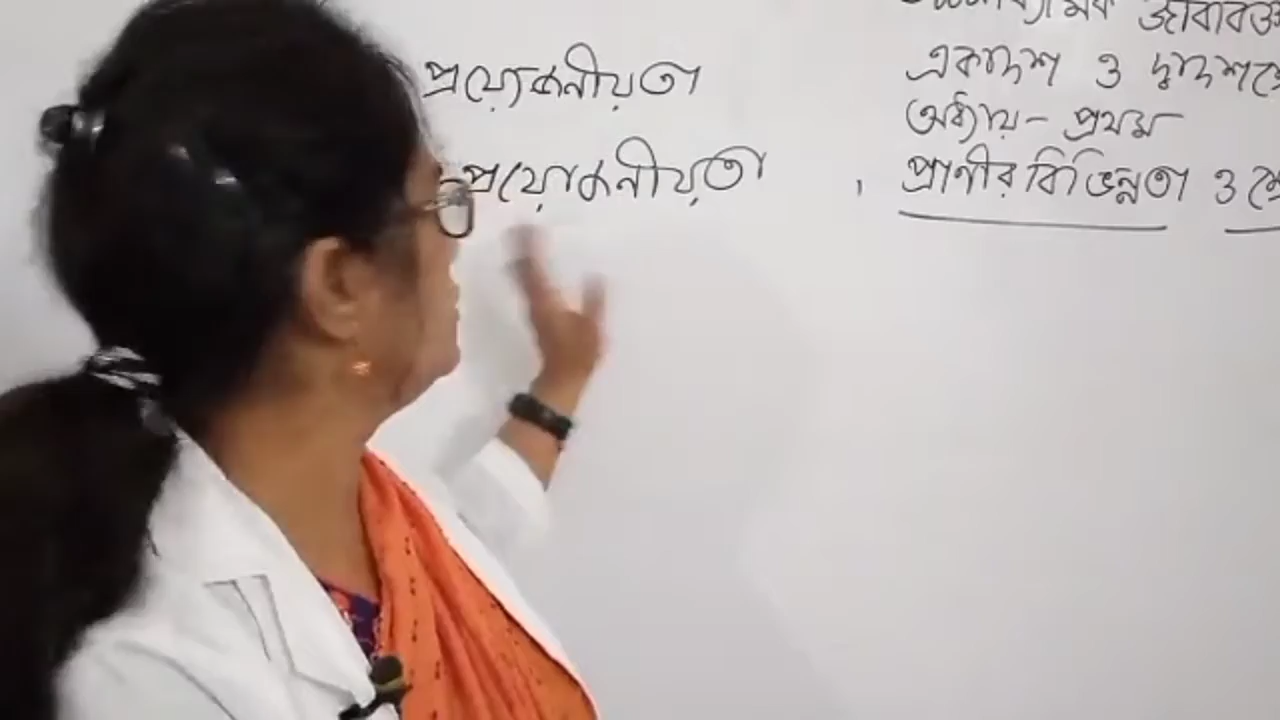 প্রয়োজনীয়তা
প্রয়োজনীয়তা
একাদশ ও দ্বাদশ
অধ্যায় - প্রথম
প্রাণীর বিভিন্নতা ও